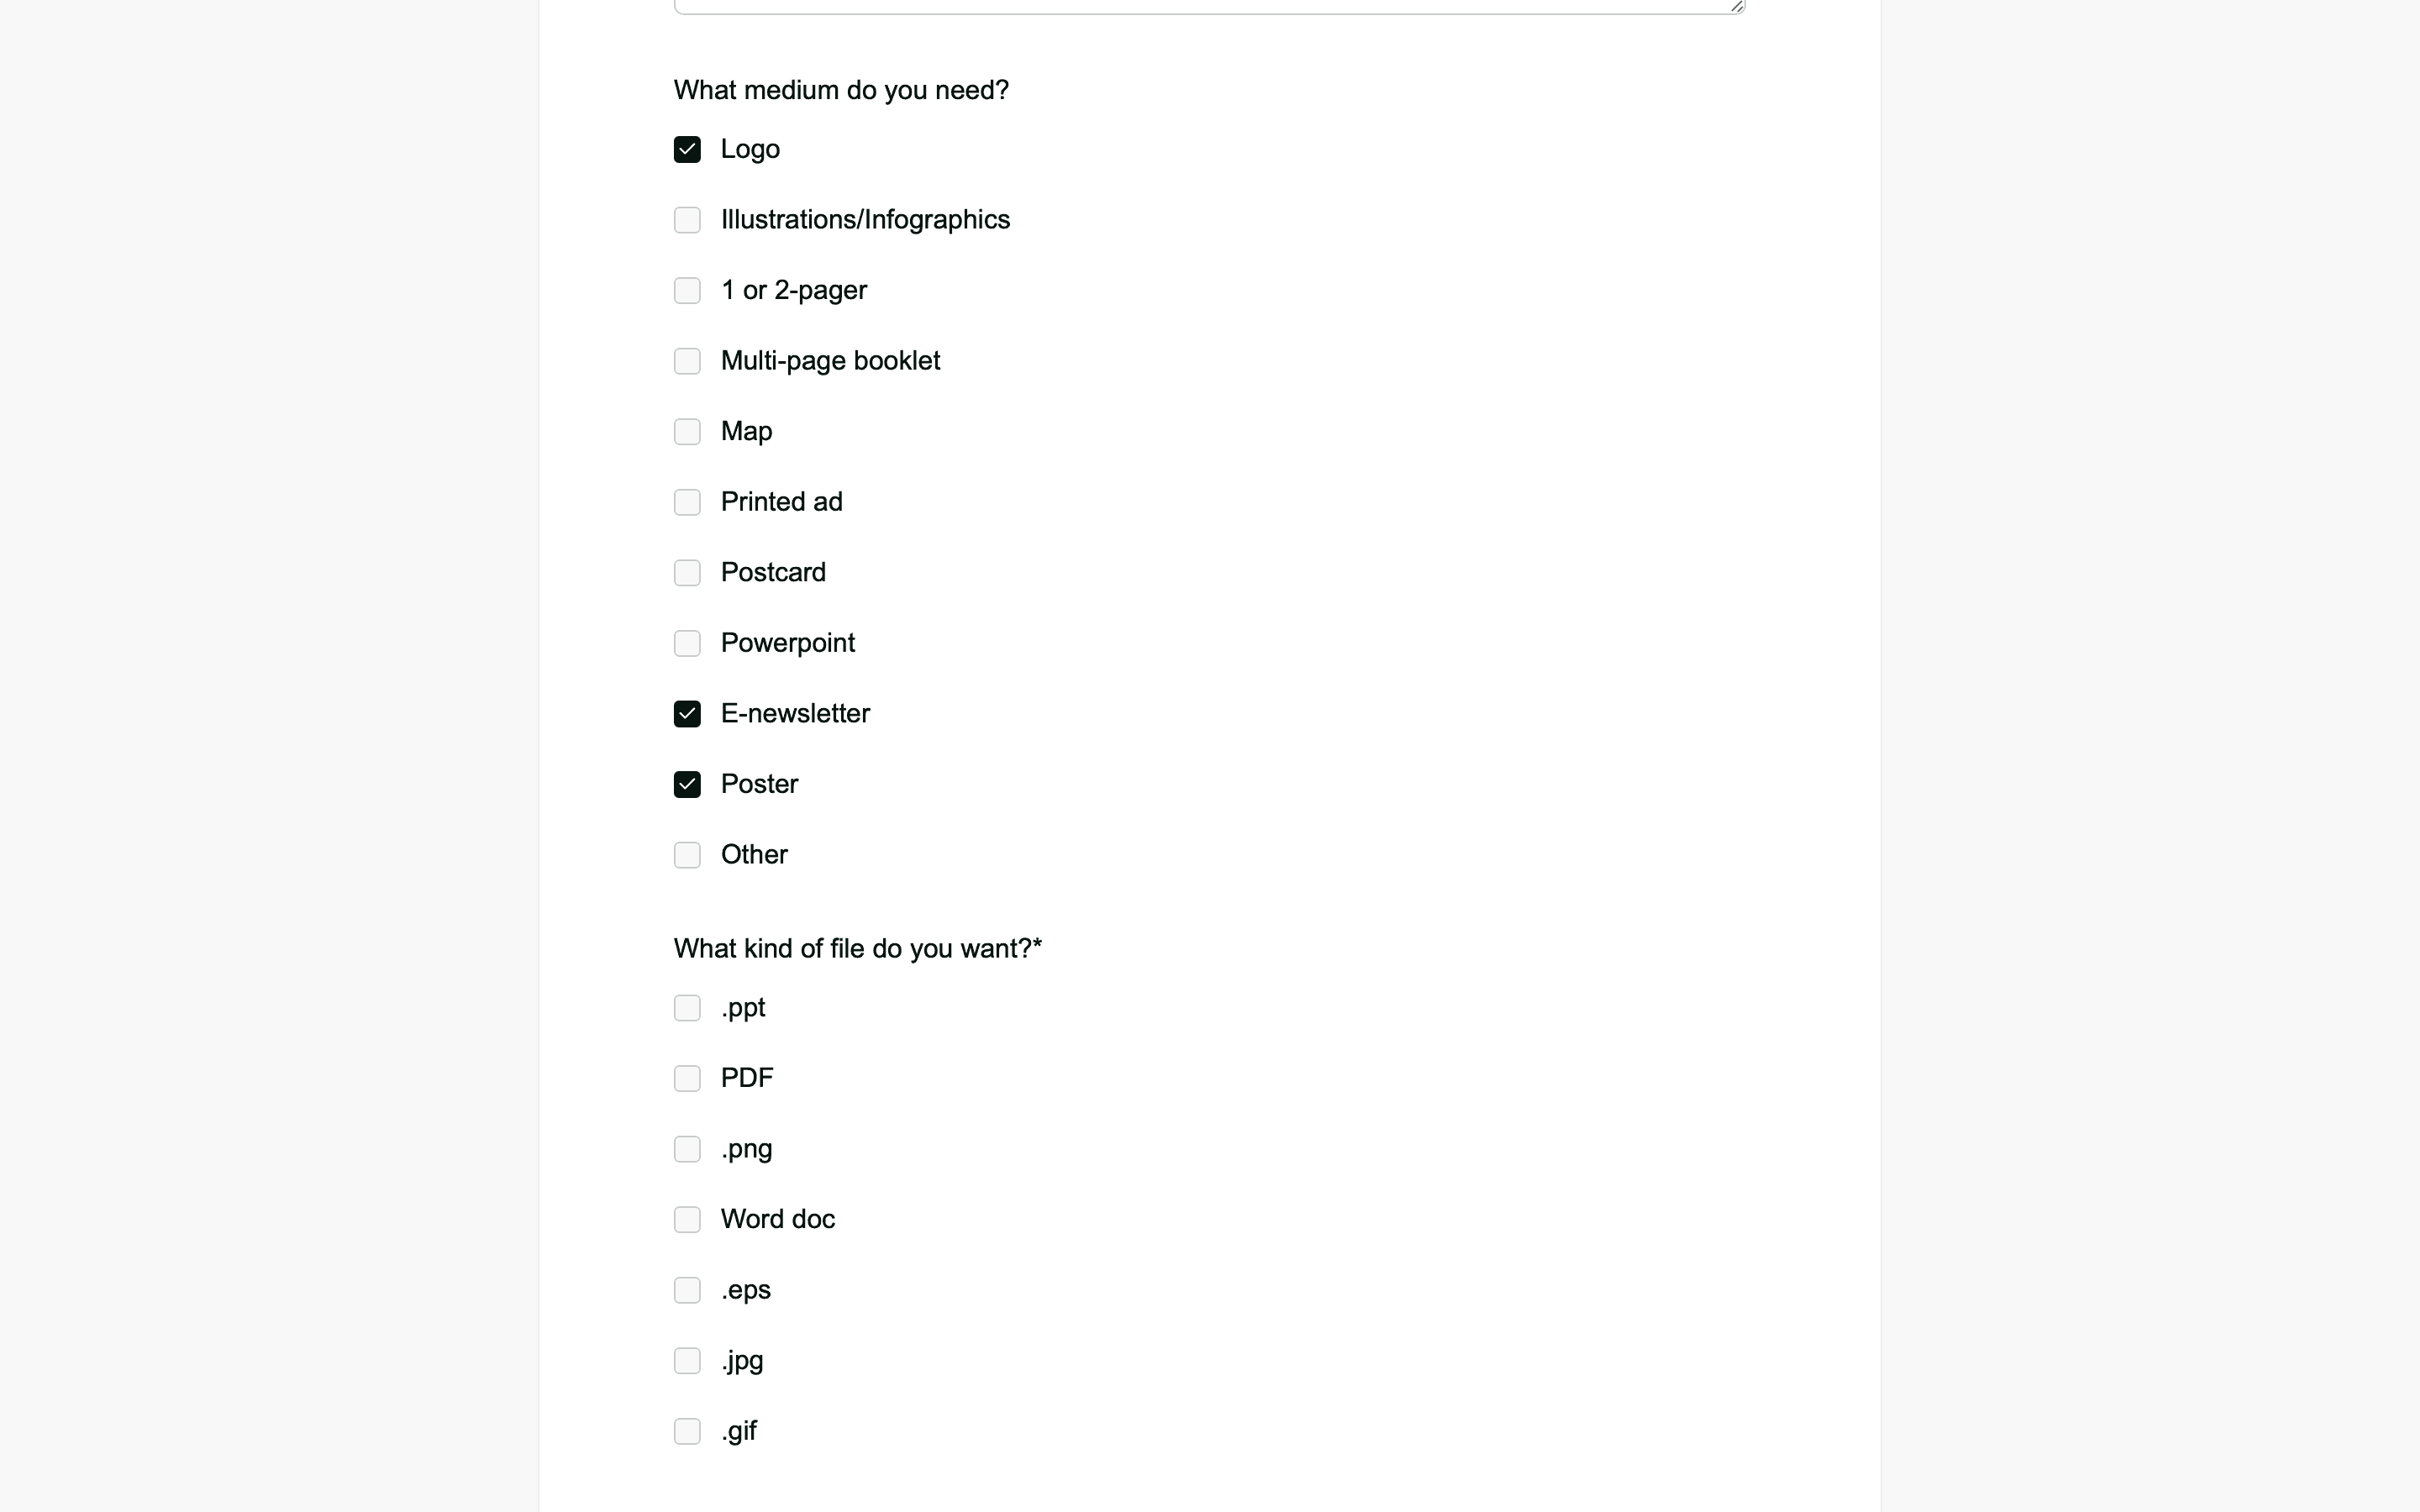 What medium do you need?
Logo
Illustrations/Infographics
1 or 2-pager
Multi-page booklet
Map
Printed ad
Postcard
Powerpoint
E-newsletter
Poster
Other
What kind of file do you want?*
.ppt
PDF
.png
Word doc
.eps
.jpg
.gif